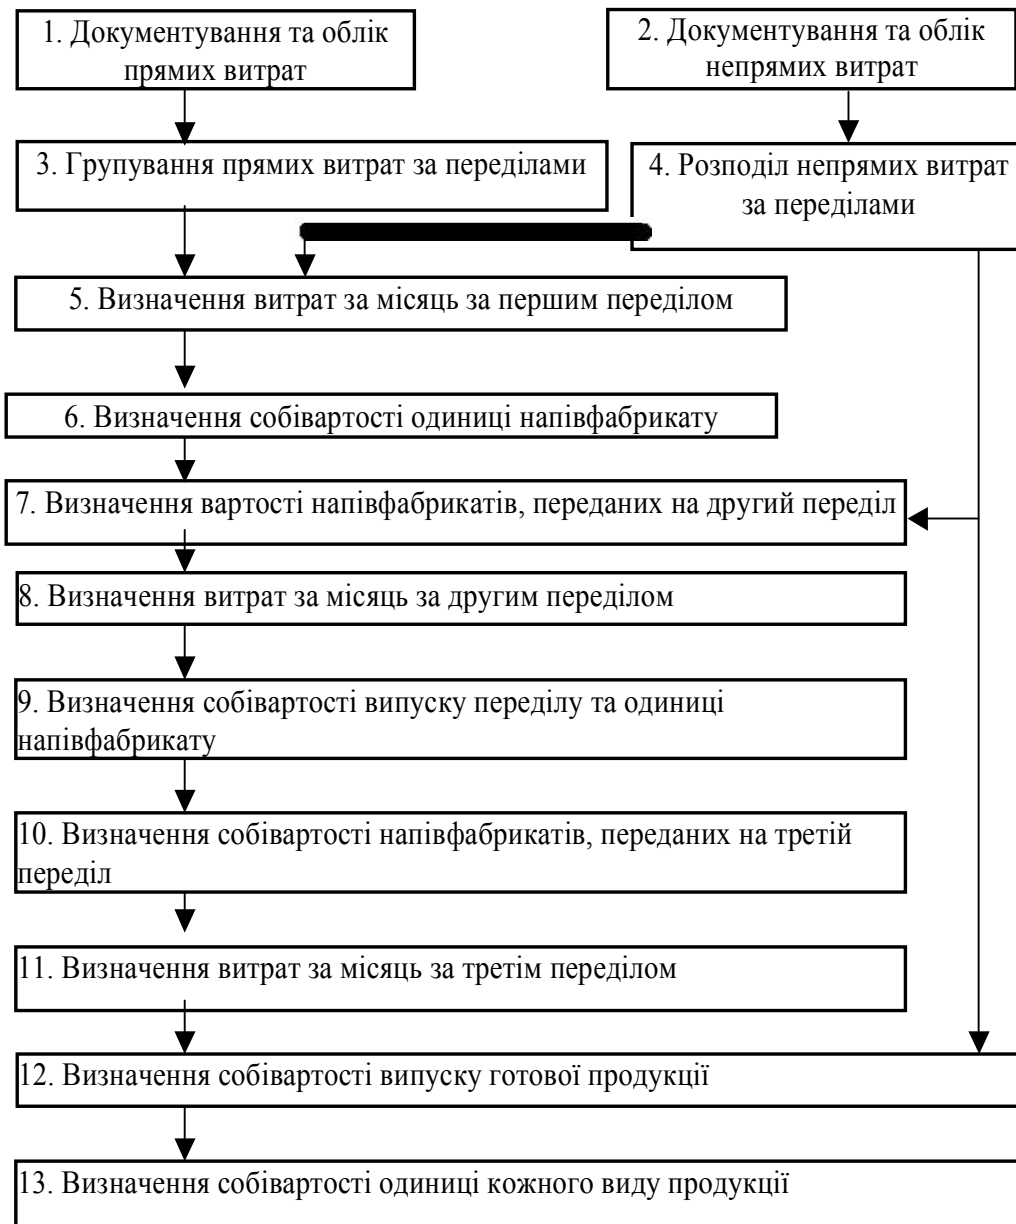 1. Документування та облік
прямих витрат
2. Документування та облік
непрямих витрат
3. Групування прямих витрат за переділами
4. Розподіл непрямих витрат
за переділами
5. Визначення витрат за місяць за першим переділом
6. Визначення собівартості одиниці напівфабрикату
7. Визначення вартості напівфабрикатів, переданих на другий переділ
8. Визначення витрат за місяць за другим переділом
9. Визначення собівартості випуску переділу та одиниці
напівфабрикату
10. Визначення собівартості напівфабрикатів, переданих на третій
переділ
11. Визначення витрат за місяць за третім переділом
12. Визначення собівартості випуску готової продукції
13. Визначення собівартості одиниці кожного виду продукції